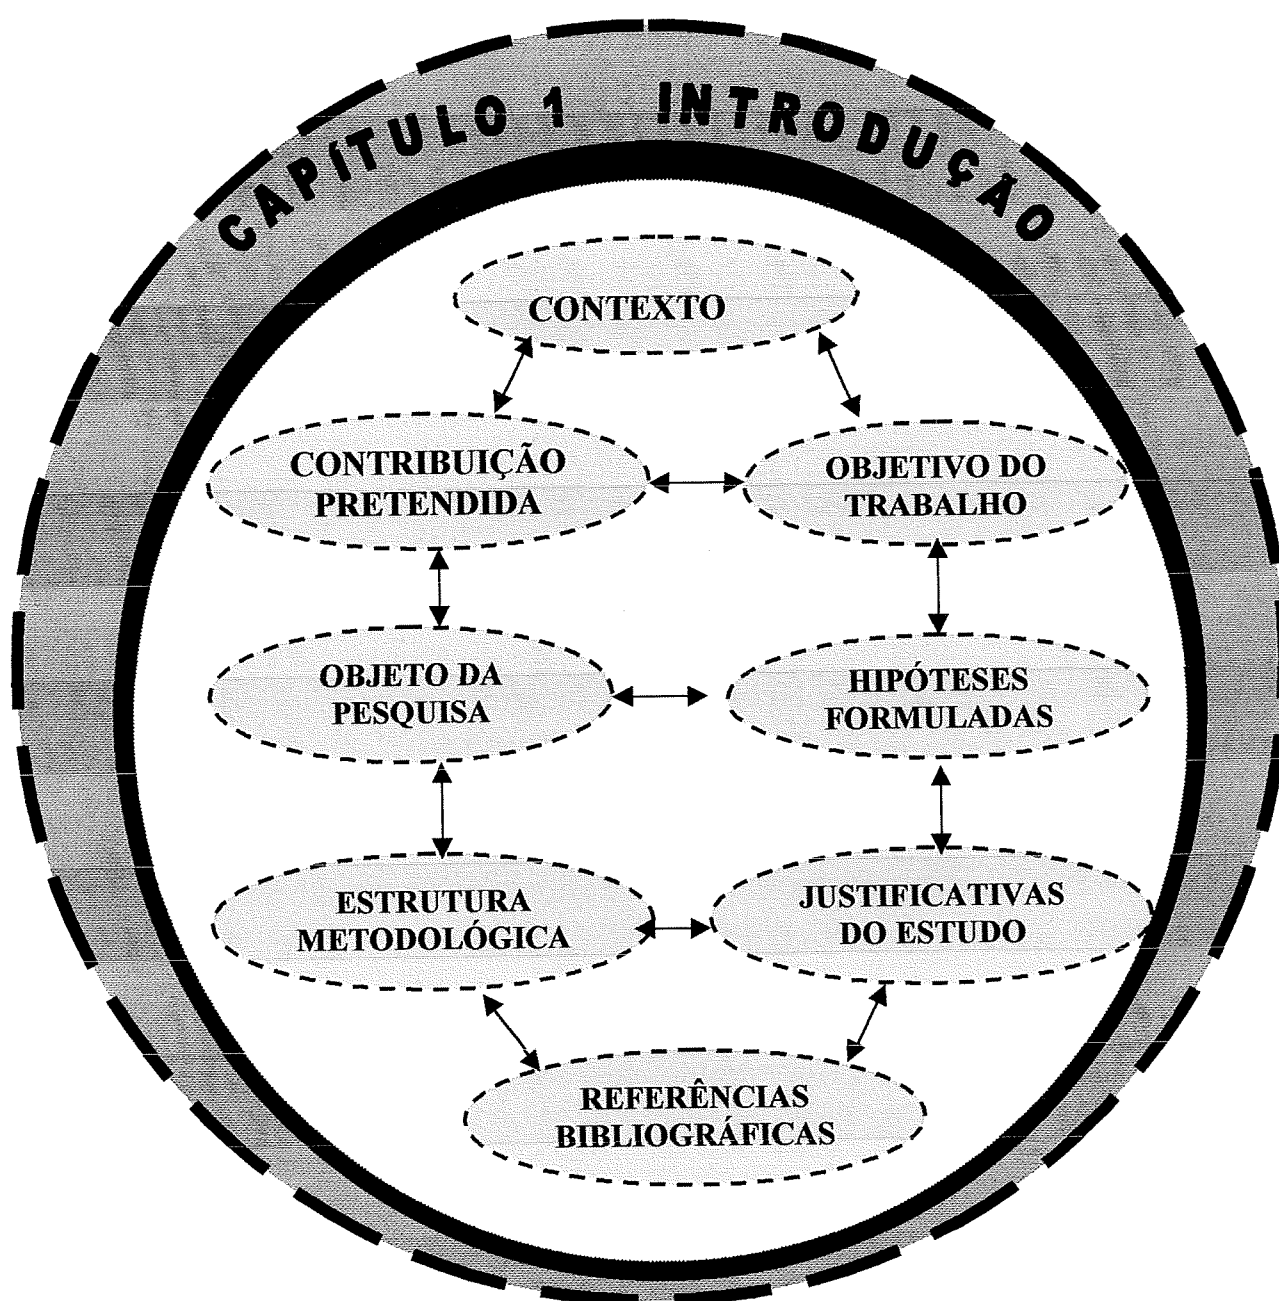 CAPÍTULO 1 INTRODUÇÃO
CONTEXTO
CONTRIBUIÇÃO
PRETENDIDA
OBJETIVO DO
TRABALHO
OBJETO DA
PESQUISA
HIPÓTESES
FORMULADAS
ESTRUTURA
METODOLÓGICA
JUSTIFICATIVAS
DO ESTUDO
REFERÊNCIAS
BIBLIOGRÁFICAS